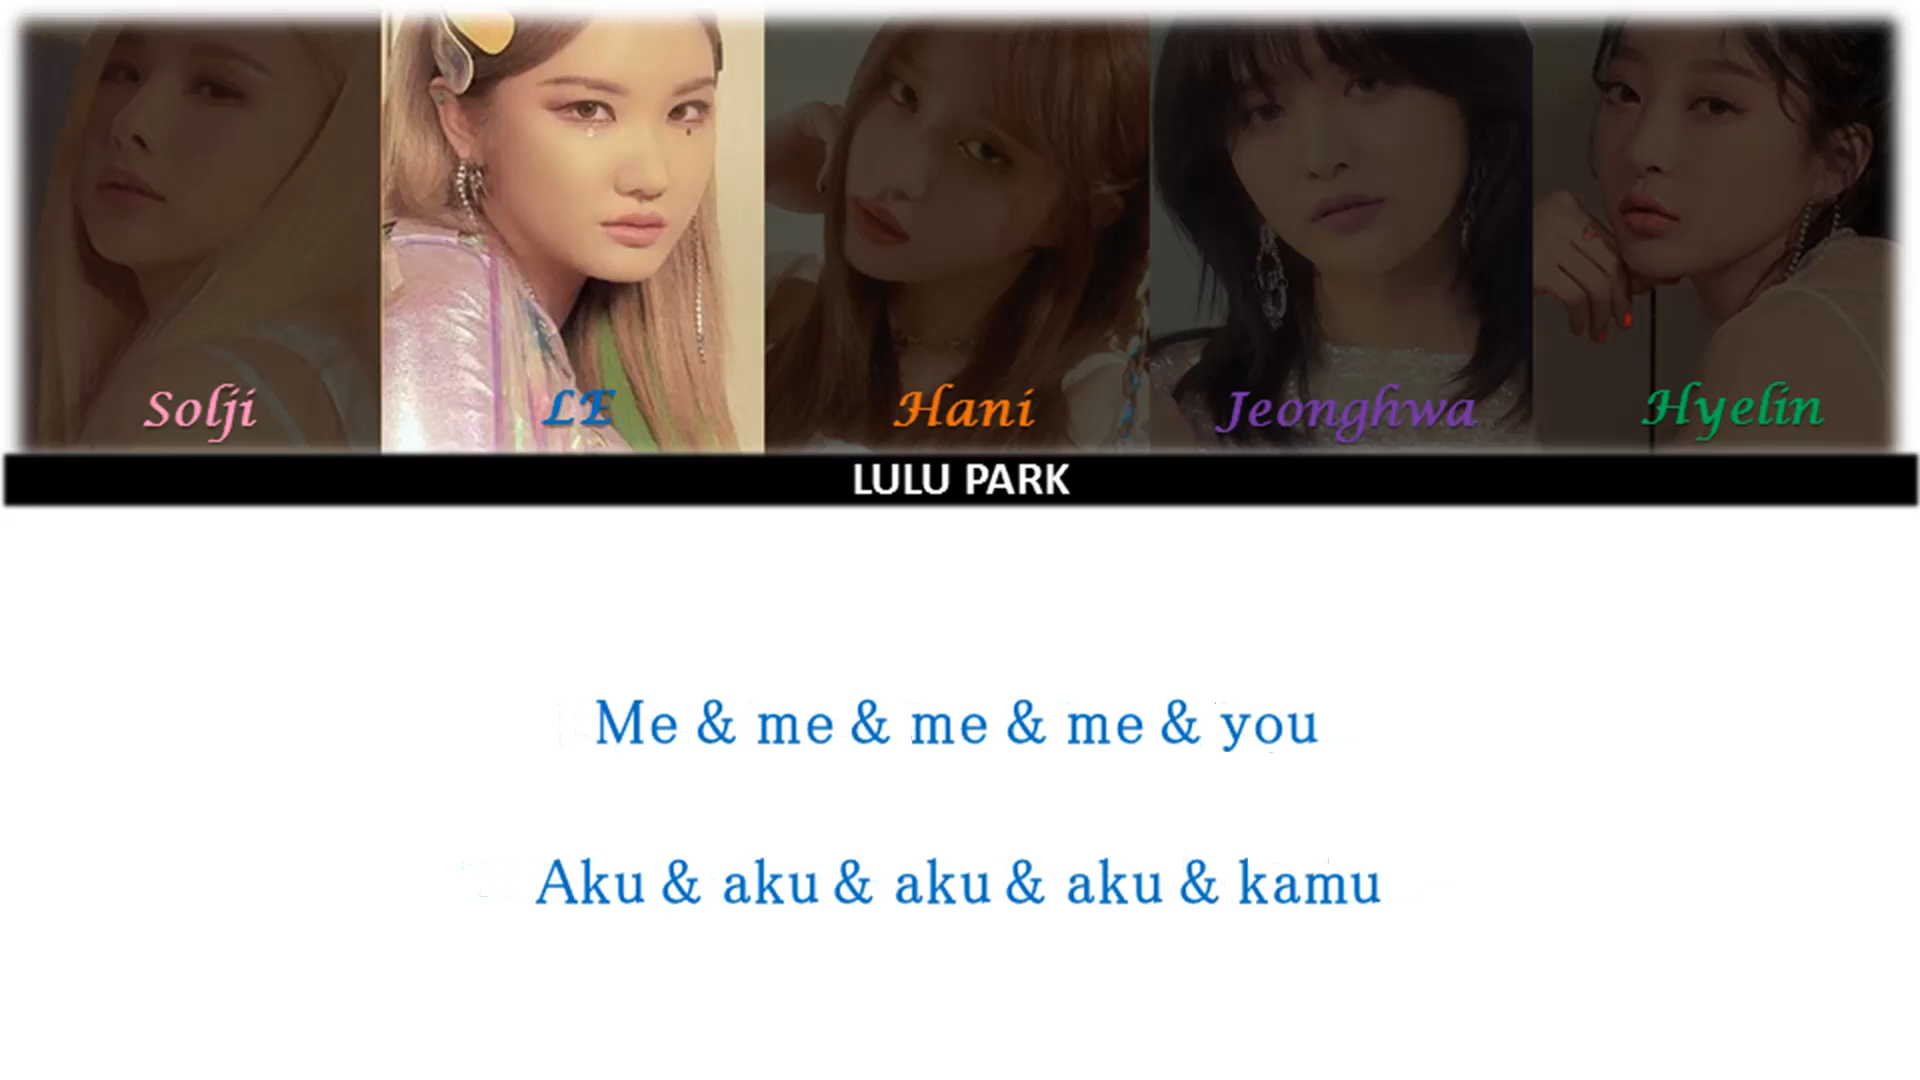 Solji LE Hani Jeonghwa Hyelin
LULU PARK
Me & me & me & me & you
Aku & aku & aku & aku & kamu